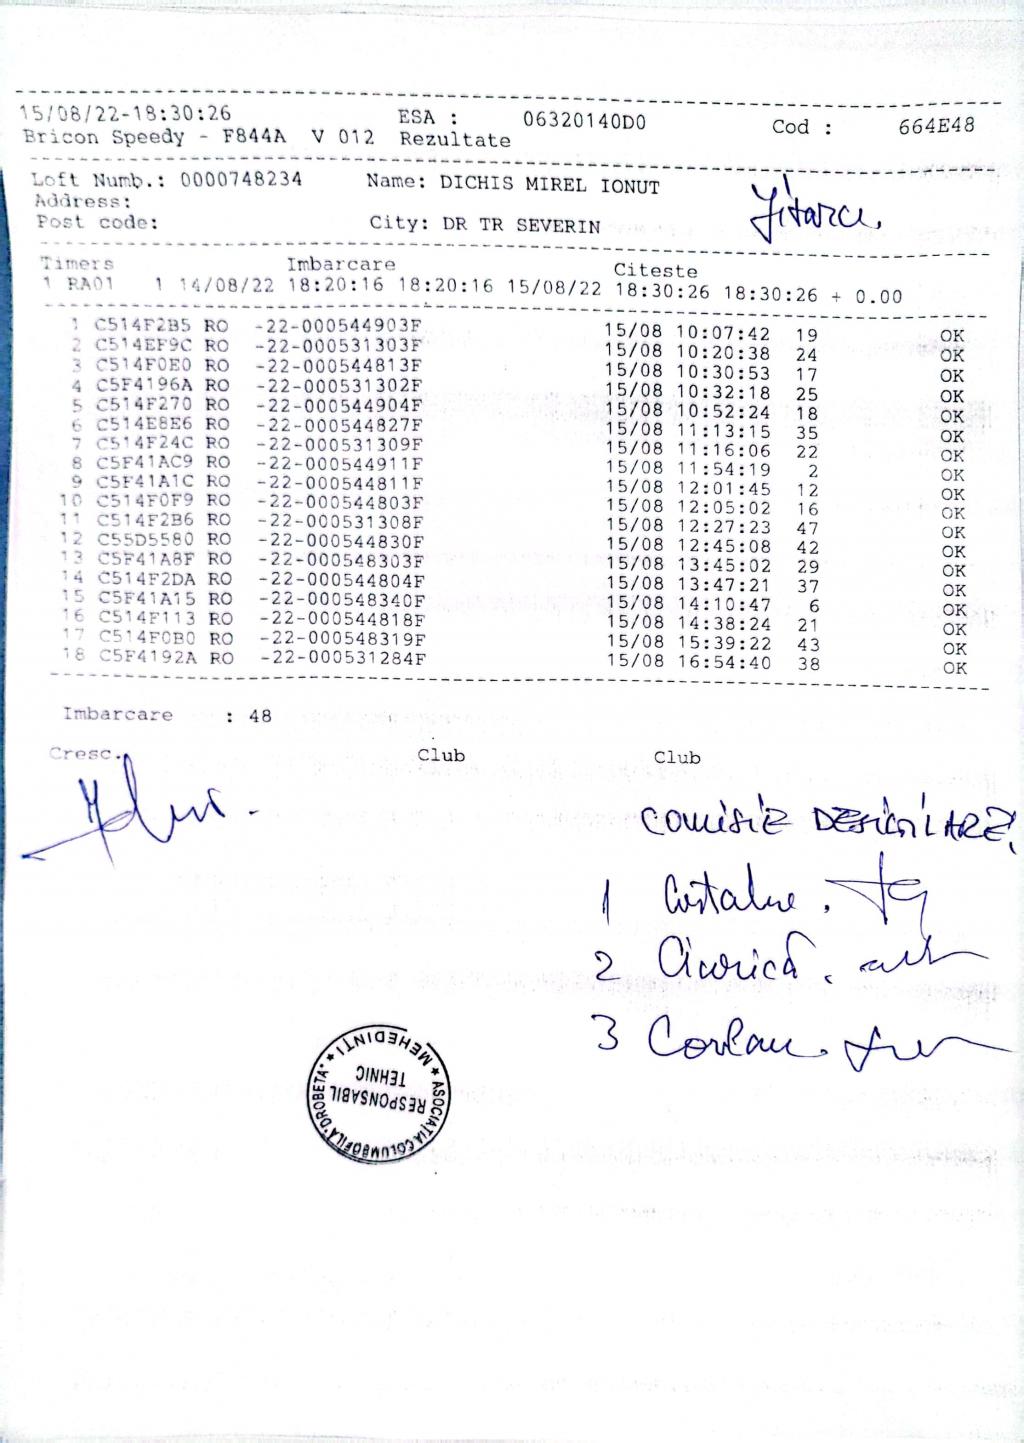 15/08/22-18:30:26 ESA : 06320140D0 Cod : 664E48
Bricon Speedy - F844A V 012 Rezultate
Loft Numb.: 0000748234 Name: DICHIS MIREL IONUT
Address:
Post code: City: DR TR SEVERIN
Jitarca.
Timers Imbarcare Citeste
1 RA01 1 14/08/22 18:20:16 18:20:16 15/08/22 18:30:26 18:30:26 + 0.00
1 C514F2B5 RO -22-000544903F 15/08 10:07:42 19 OK
2 C514EF9C RO -22-000531303F 15/08 10:20:38 24 OK
3 C514F0E0 RO -22-000544813F 15/08 10:30:53 17 OK
4 C5F4196A RO -22-000531302F 15/08 10:32:18 25 OK
5 C514F270 RO -22-000544904F 15/08 10:52:24 18 OK
6 C514E8E6 RO -22-000544827F 15/08 11:13:15 35 OK
7 C514F24C RO -22-000531309F 15/08 11:16:06 22 OK
8 C5F41AC9 RO -22-000544911F 15/08 11:54:19 2 OK
9 C5F41A1C RO -22-000544811F 15/08 12:01:45 12 OK
10 C514F0F9 RO -22-000544803F 15/08 12:05:02 16 OK
11 C514F2B6 RO -22-000531308F 15/08 12:27:23 47 OK
12 C55D5580 RO -22-000544830F 15/08 12:45:08 42 OK
13 C5F41A8F RO -22-000548303F 15/08 13:45:02 29 OK
14 C514F2DA RO -22-000544804F 15/08 13:47:21 37 OK
15 C5F41A15 RO -22-000548340F 15/08 14:10:47 6 OK
16 C514F113 RO -22-000544818F 15/08 14:38:24 21 OK
17 C514F0B0 RO -22-000548319F 15/08 15:39:22 43 OK
18 C5F4192A RO -22-000531284F 15/08 16:54:40 38 OK
Imbarcare : 48
Cresc. Club Club
COMISIE DESIGILARE!
1
2 Ciurică.
3
ASOCIAȚIA COLUMBOFILĂ "DROBETA" * MEHEDINȚI *
RESPONSABIL
TEHNIC